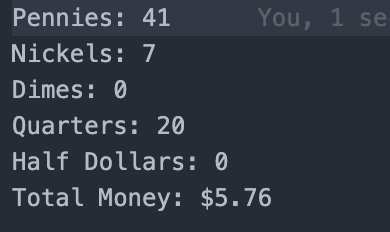 Pennies: 41 You, 1 se
Nickels: 7
Dimes: 0
Quarters: 20
Half Dollars: 0
Total Money: $5.76